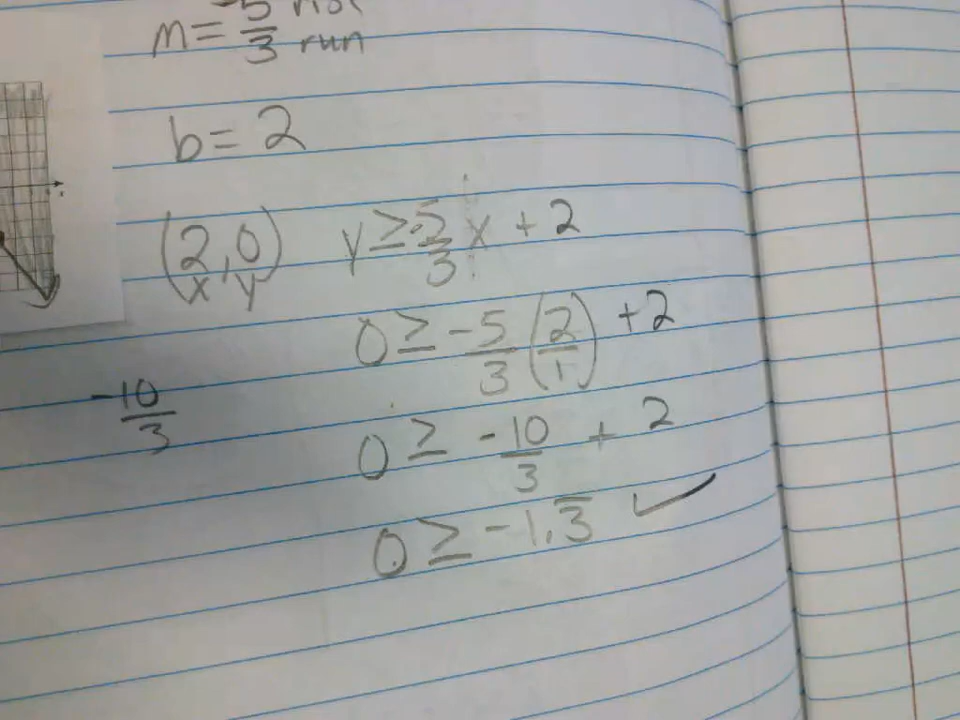 m = -5/3 rise run
b = 2
(2, 0) y ≥ -5/3 x + 2
x y
0 ≥ -5/3 (2/1) + 2
-10/3
0 ≥ -10/3 + 2
0 ≥ -1.3̅ ✓